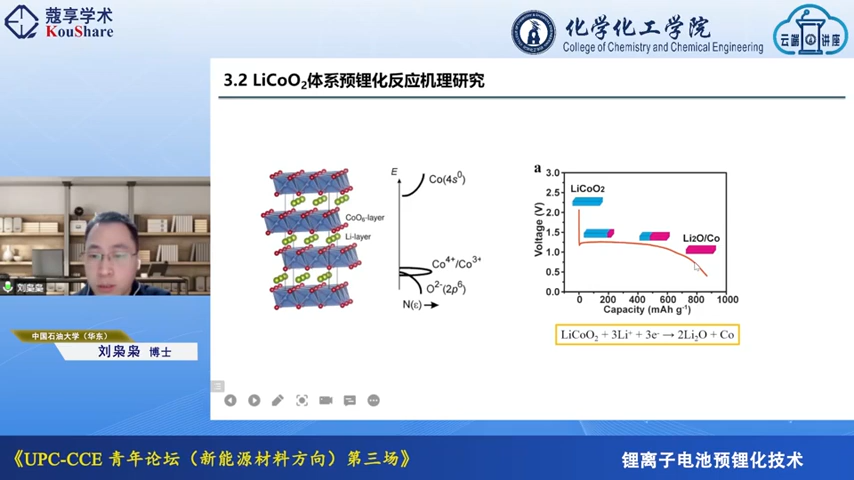 蔻享学术
KouShare
化学化工学院
College of Chemistry and Chemical Engineering
云端讲座
3.2 LiCoO₂体系预锂化反应机理研究
E
Co(4s⁰)
CoO₆-layer
Li-layer
Co⁴⁺/Co³⁺
O²⁻(2p⁶)
N(ε)
a
3.0
2.5
2.0
1.5
1.0
0.5
0.0
Voltage (V)
LiCoO₂
Li₂O/Co
0 200 400 600 800 1000
Capacity (mAh g⁻¹)
LiCoO₂ + 3Li⁺ + 3e⁻ → 2Li₂O + Co
刘枭枭
中国石油大学（华东）
刘枭枭 博士
《UPC-CCE 青年论坛（新能源材料方向）第三场》
锂离子电池预锂化技术